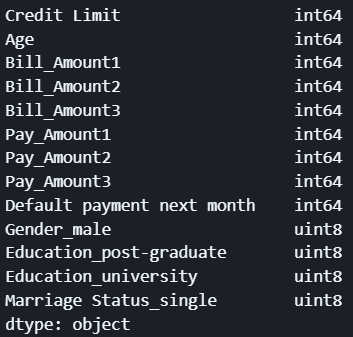 Credit Limit int64
Age int64
Bill_Amount1 int64
Bill_Amount2 int64
Bill_Amount3 int64
Pay_Amount1 int64
Pay_Amount2 int64
Pay_Amount3 int64
Default payment next month int64
Gender_male uint8
Education_post-graduate uint8
Education_university uint8
Marriage Status_single uint8
dtype: object